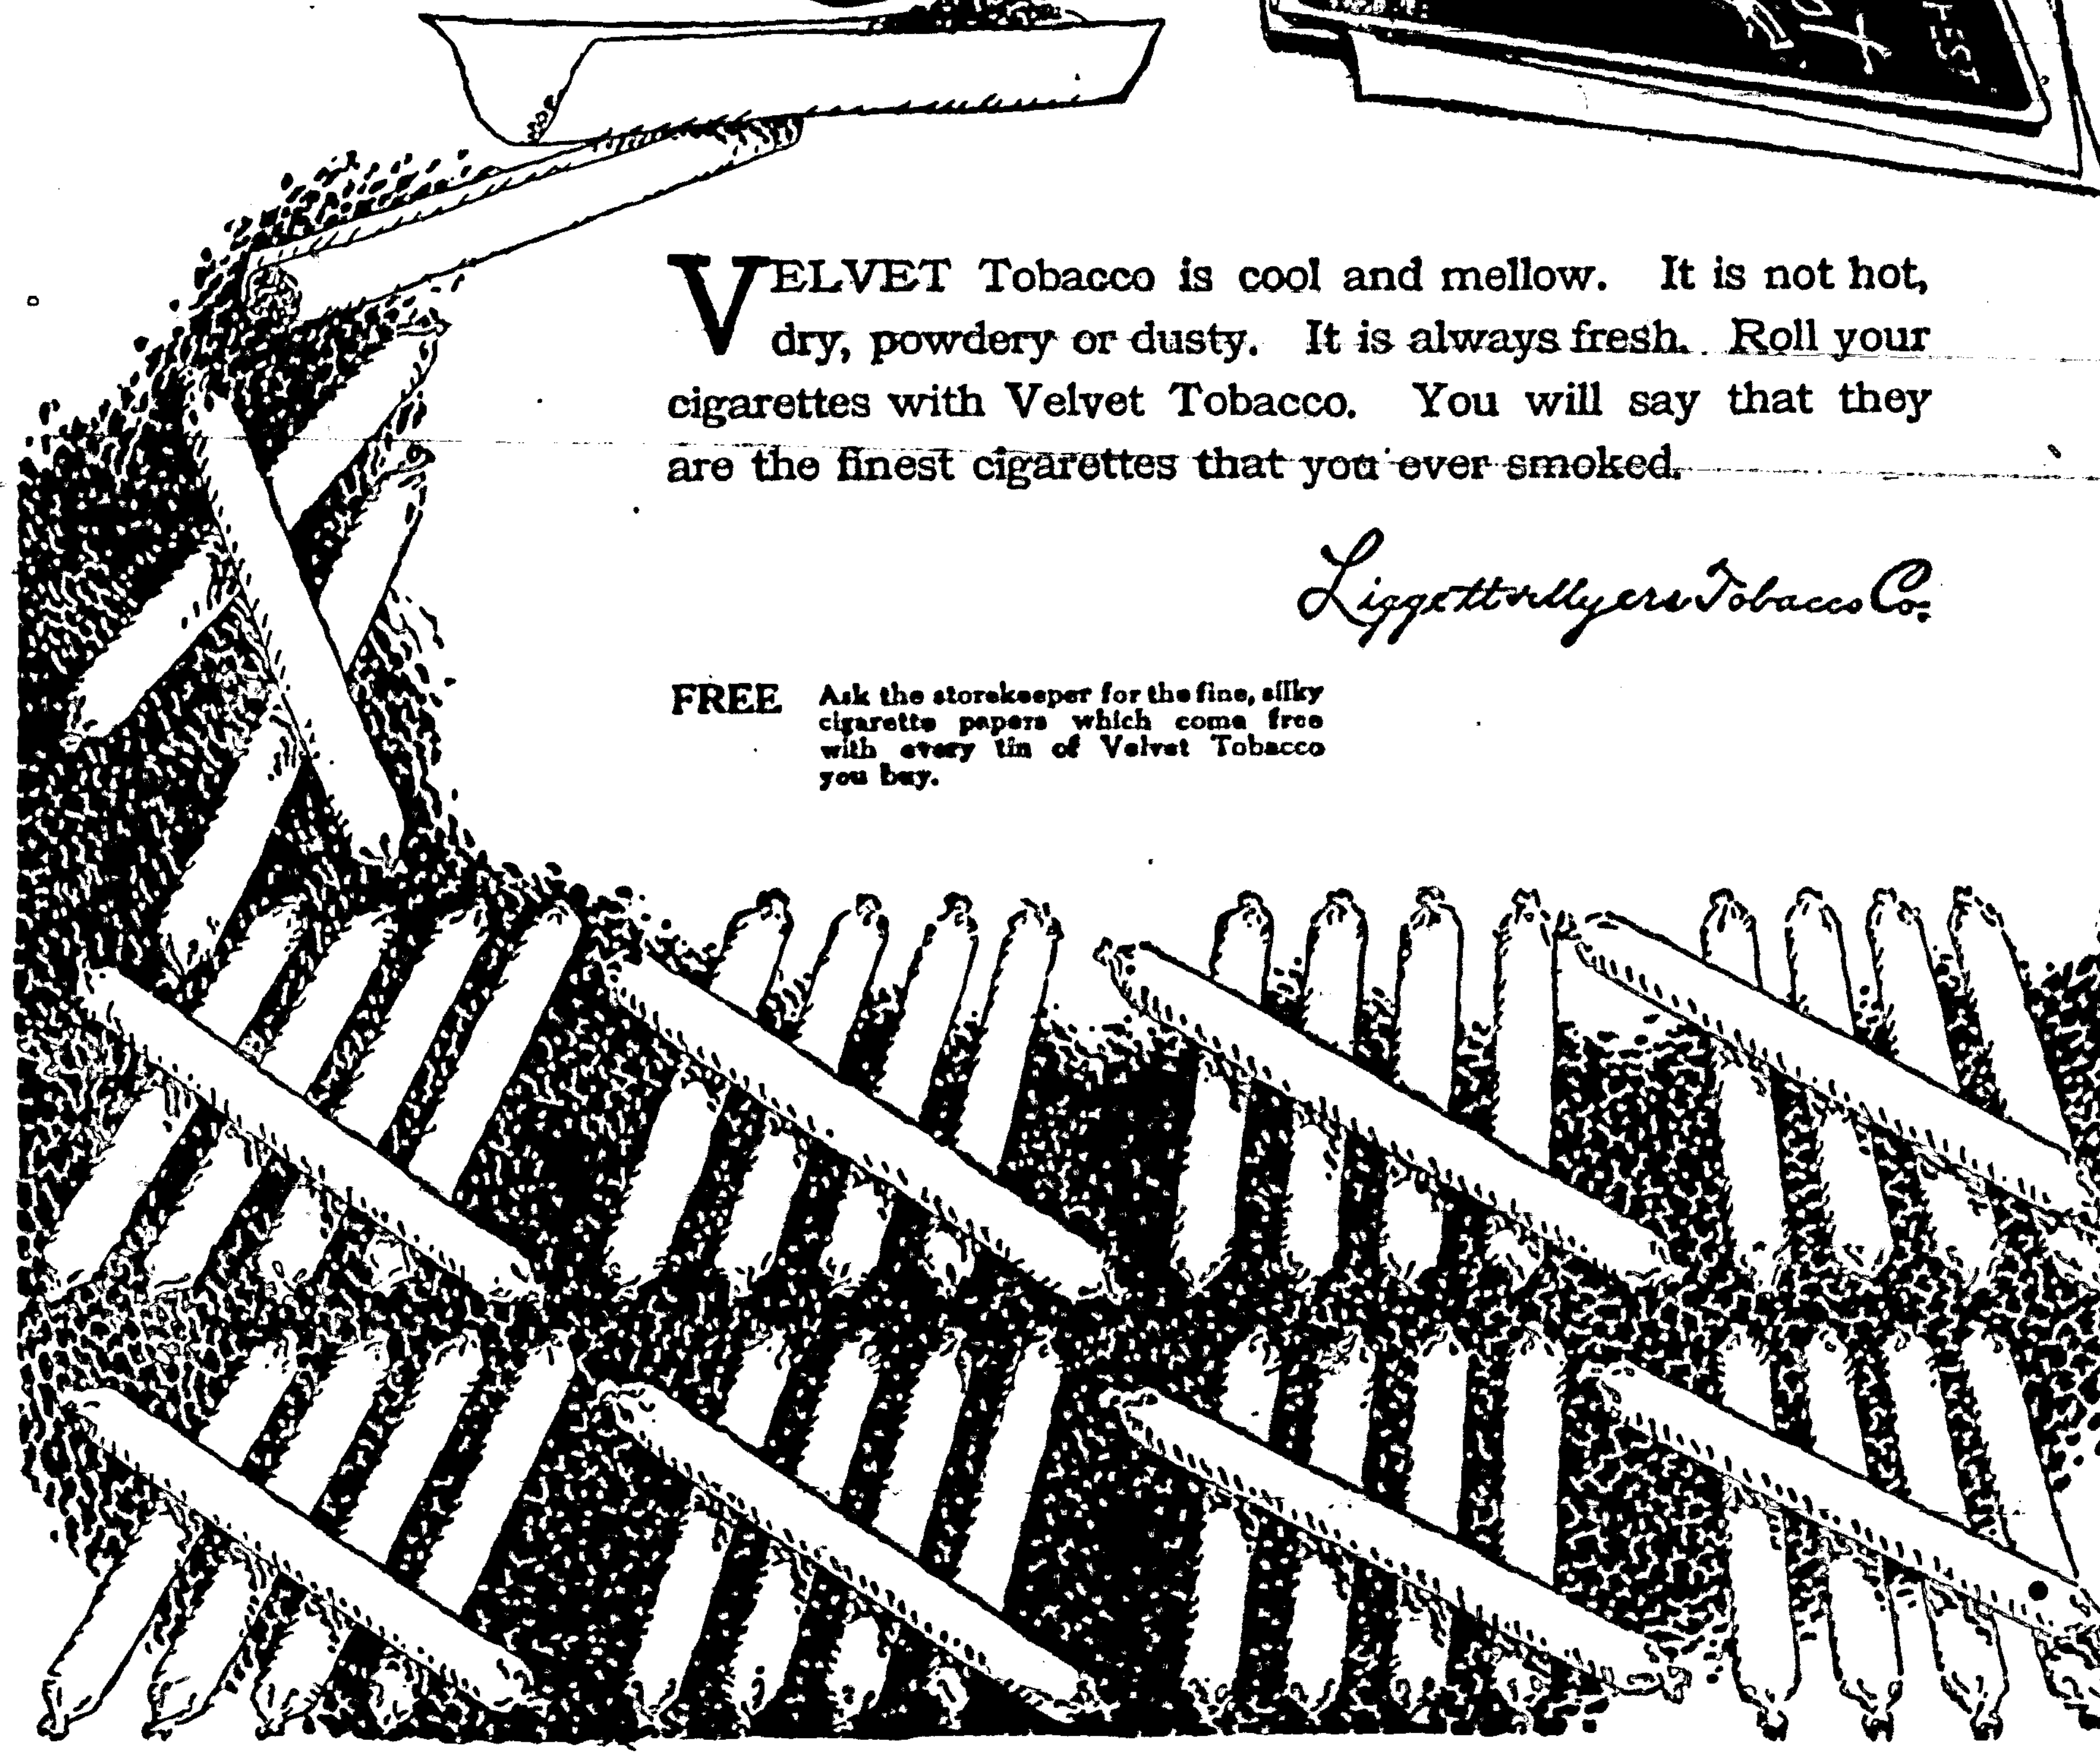 VELVET Tobacco is cool and mellow. It is not hot,
dry, powdery or dusty. It is always fresh. Roll your
cigarettes with Velvet Tobacco. You will say that they
are the finest cigarettes that you ever smoked.
Liggett & Myers Tobacco Co.
FREE Ask the storekeeper for the fine, silky
cigarette papers which come free
with every tin of Velvet Tobacco
you buy.